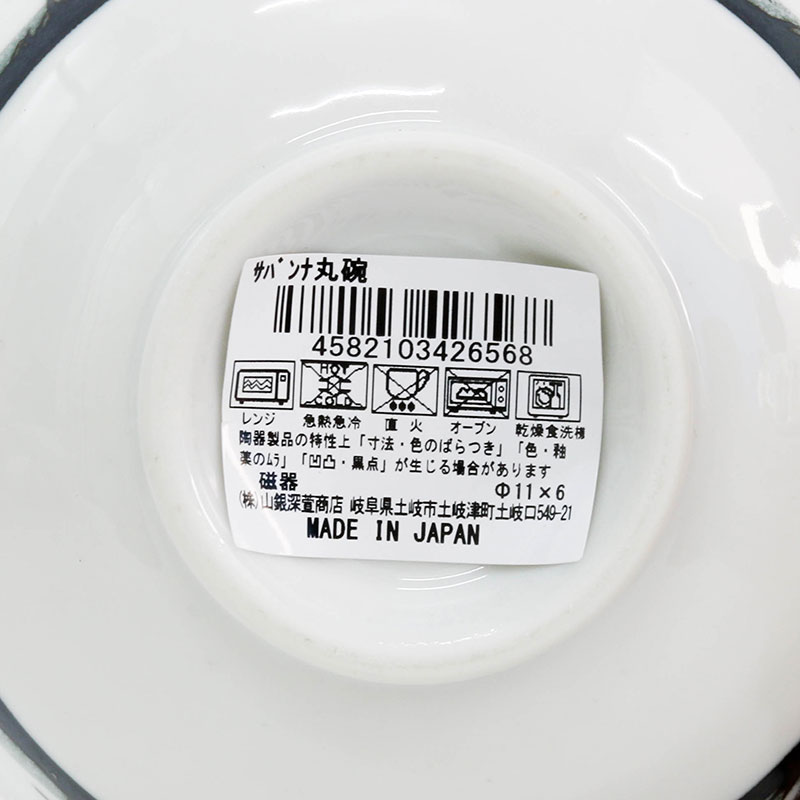 ｻﾊﾞﾝﾅ丸碗
4582103426568
HOT
COLD
レンジ 急熱急冷 直火 オーブン 乾燥食洗機
陶器製品の特性上「寸法・色のばらつき」「色・釉
薬のﾑﾗ」「凹凸・黒点」が生じる場合があります
磁器 Φ11×6
(株)山銀深萱商店 岐阜県土岐市土岐津町土岐口549-21
MADE IN JAPAN